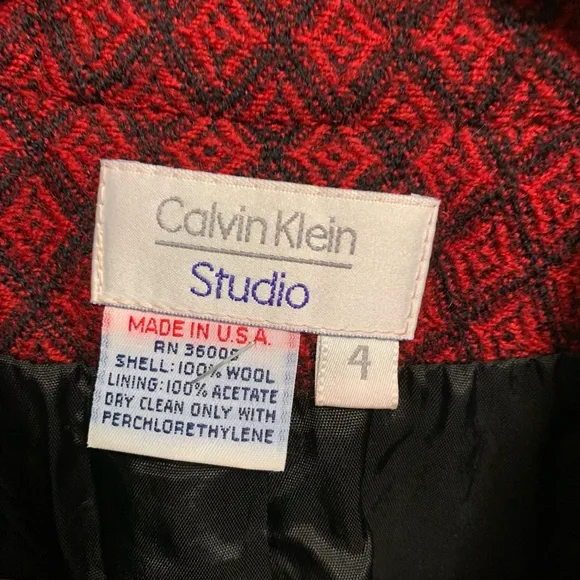 Calvin Klein
Studio
MADE IN U.S.A.
RN 36009
SHELL: 100% WOOL
LINING: 100% ACETATE
DRY CLEAN ONLY WITH
PERCHLORETHYLENE
4